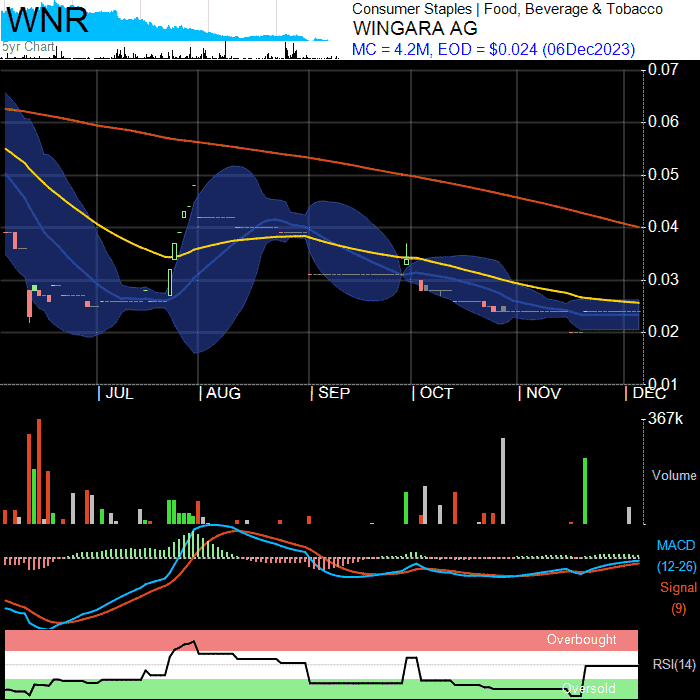 WNR
5yr Chart
Consumer Staples | Food, Beverage & Tobacco
WINGARA AG
MC = 4.2M, EOD = $0.024 (06Dec2023)
0.07
0.06
0.05
0.04
0.03
0.02
0.01
| JUL | AUG | SEP | OCT | NOV | DEC
367k
Volume
MACD
(12-26)
Signal
(9)
Overbought
RSI(14)
Oversold